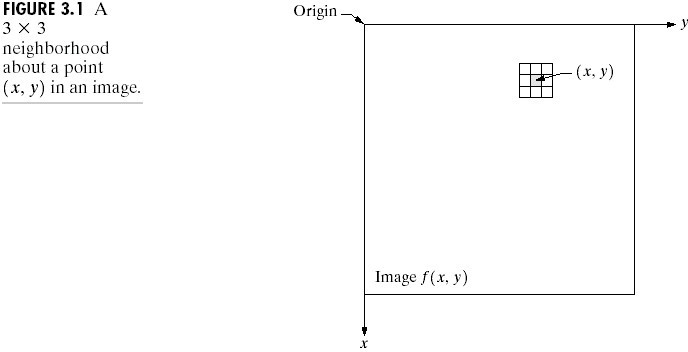 FIGURE 3.1 A
3 × 3
neighborhood
about a point
(x, y) in an image.
Origin
y
(x, y)
Image f(x, y)
x